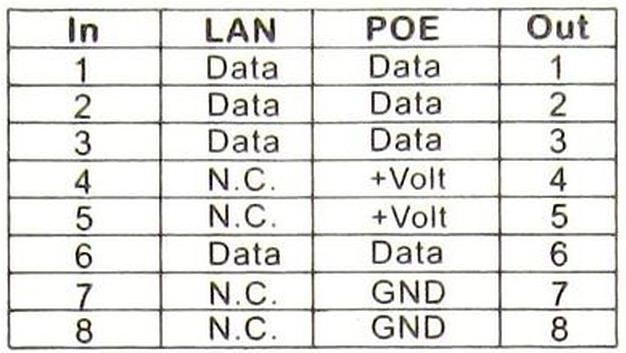 In LAN POE Out
1 Data Data 1
2 Data Data 2
3 Data Data 3
4 N.C. +Volt 4
5 N.C. +Volt 5
6 Data Data 6
7 N.C. GND 7
8 N.C. GND 8